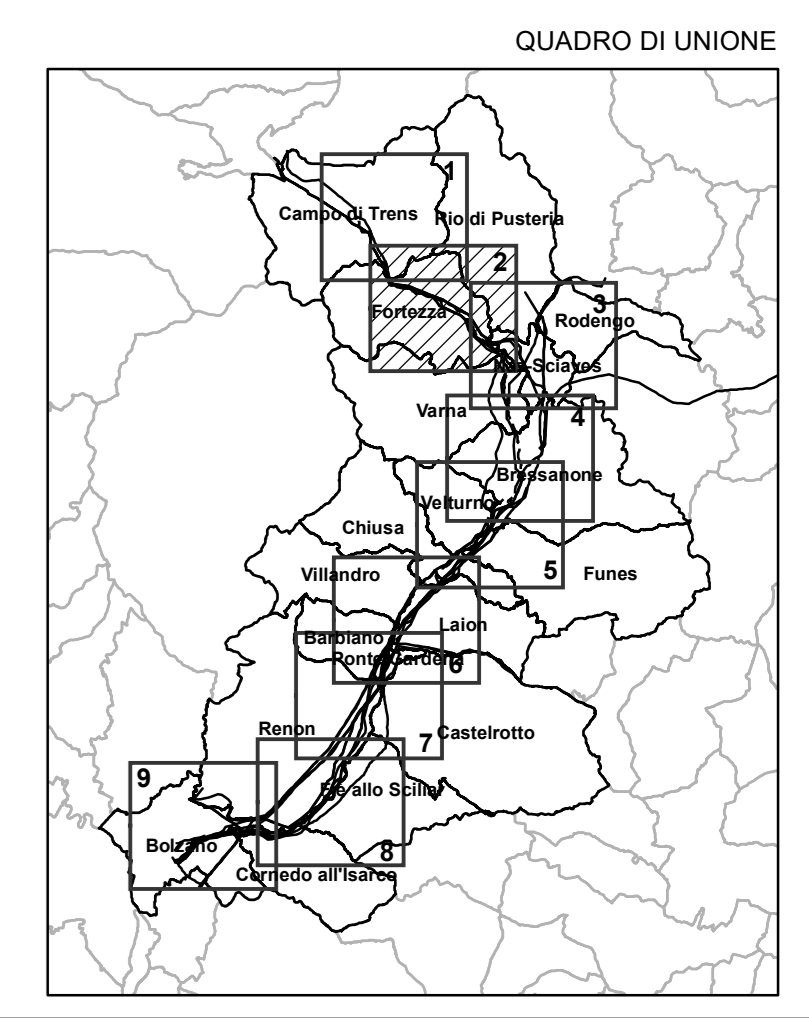 QUADRO DI UNIONE
1
Campo di Trens
Rio di Pusteria
2
3
Fortezza
Rodengo
Naz-Sciaves
Varna
4
Bressanone
Velturno
Chiusa
5
Villandro
Funes
Laion
Barbiano
Ponte Gardena
6
Renon
7
Castelrotto
9
Fiè allo Sciliar
Bolzano
8
Cornedo all'Isarco